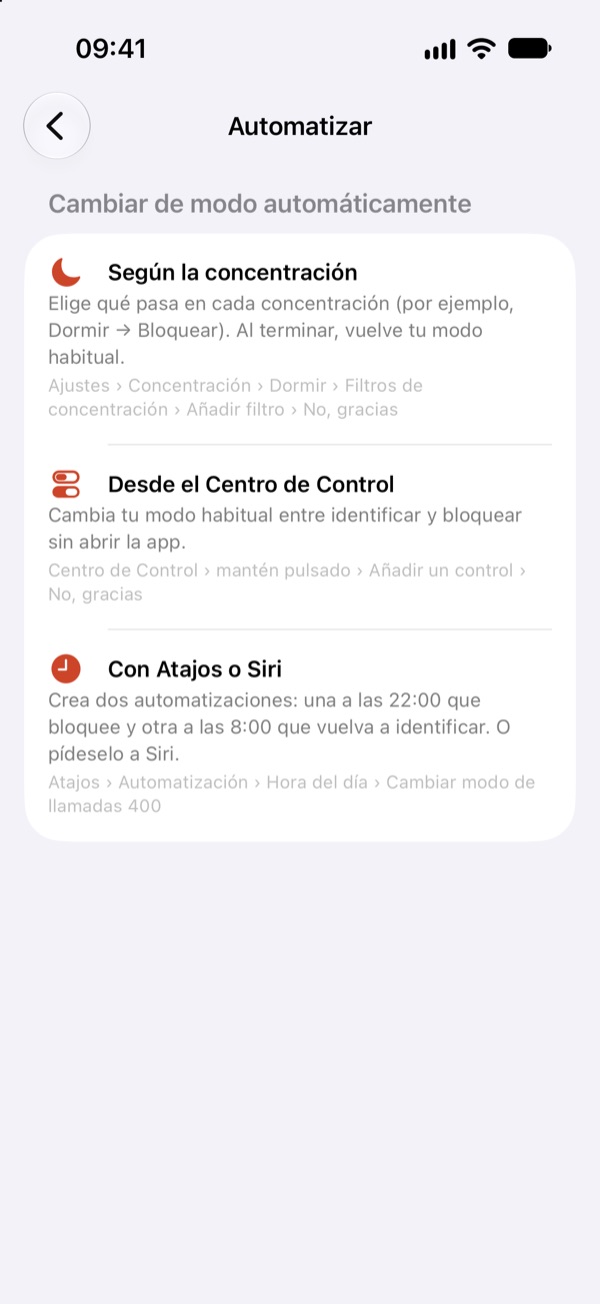 09:41
Automatizar
Cambiar de modo automáticamente
Según la concentración
Elige qué pasa en cada concentración (por ejemplo,
Dormir → Bloquear). Al terminar, vuelve tu modo
habitual.
Ajustes › Concentración › Dormir › Filtros de
concentración › Añadir filtro › No, gracias
Desde el Centro de Control
Cambia tu modo habitual entre identificar y bloquear
sin abrir la app.
Centro de Control › mantén pulsado › Añadir un control ›
No, gracias
Con Atajos o Siri
Crea dos automatizaciones: una a las 22:00 que
bloquee y otra a las 8:00 que vuelva a identificar. O
pídeselo a Siri.
Atajos › Automatización › Hora del día › Cambiar modo de
llamadas 400